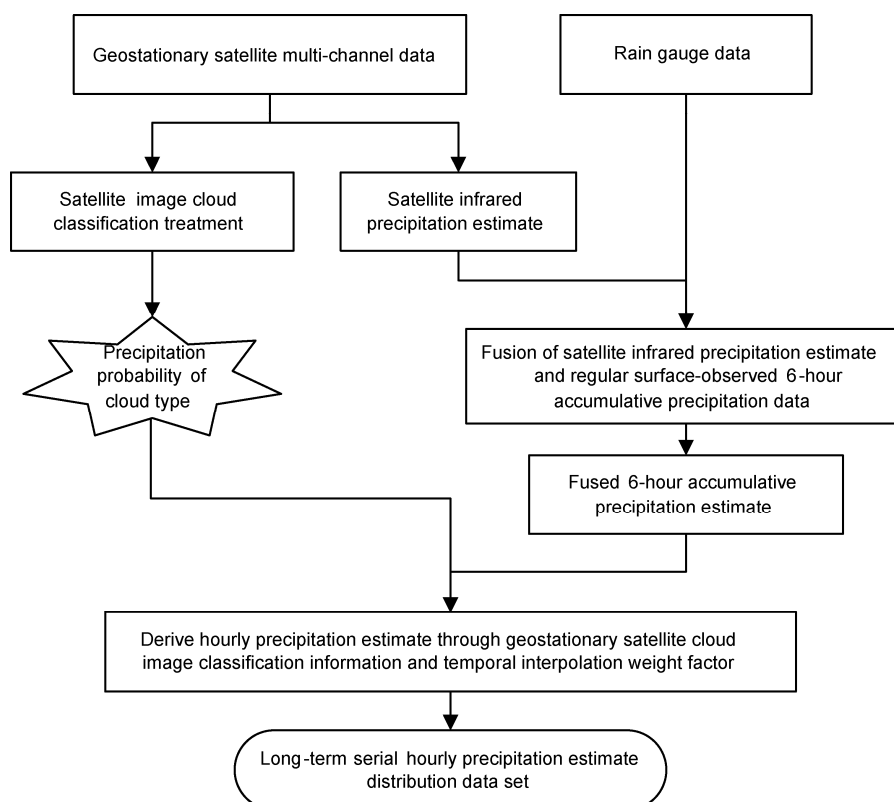 Geostationary satellite multi-channel data
Rain gauge data
Satellite image cloud
classification treatment
Satellite infrared
precipitation estimate
Precipitation
probability of
cloud type
Fusion of satellite infrared precipitation estimate
and regular surface-observed 6-hour
accumulative precipitation data
Fused 6-hour accumulative
precipitation estimate
Derive hourly precipitation estimate through geostationary satellite cloud
image classification information and temporal interpolation weight factor
Long-term serial hourly precipitation estimate
distribution data set